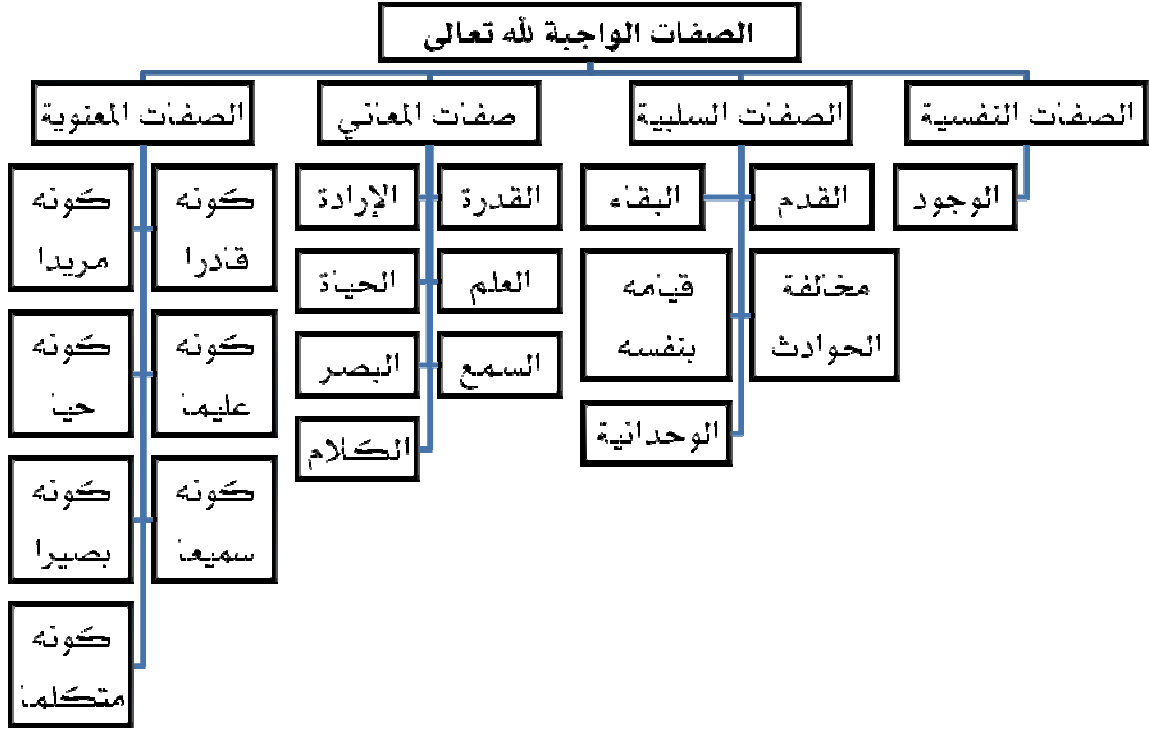 الصفات الواجبة لله تعالى
الصفات النفسية
الوجود
الصفات السلبية
القدم
البقاء
مخالفة
الحوادث
قيامه
بنفسه
الوحدانية
صفات المعاني
القدرة
الإرادة
العلم
الحياة
السمع
البصر
الكلام
الصفات المعنوية
كونه
قادرا
كونه
مريدا
كونه
عليما
كونه
حيا
كونه
سميعا
كونه
بصيرا
كونه
متكلما